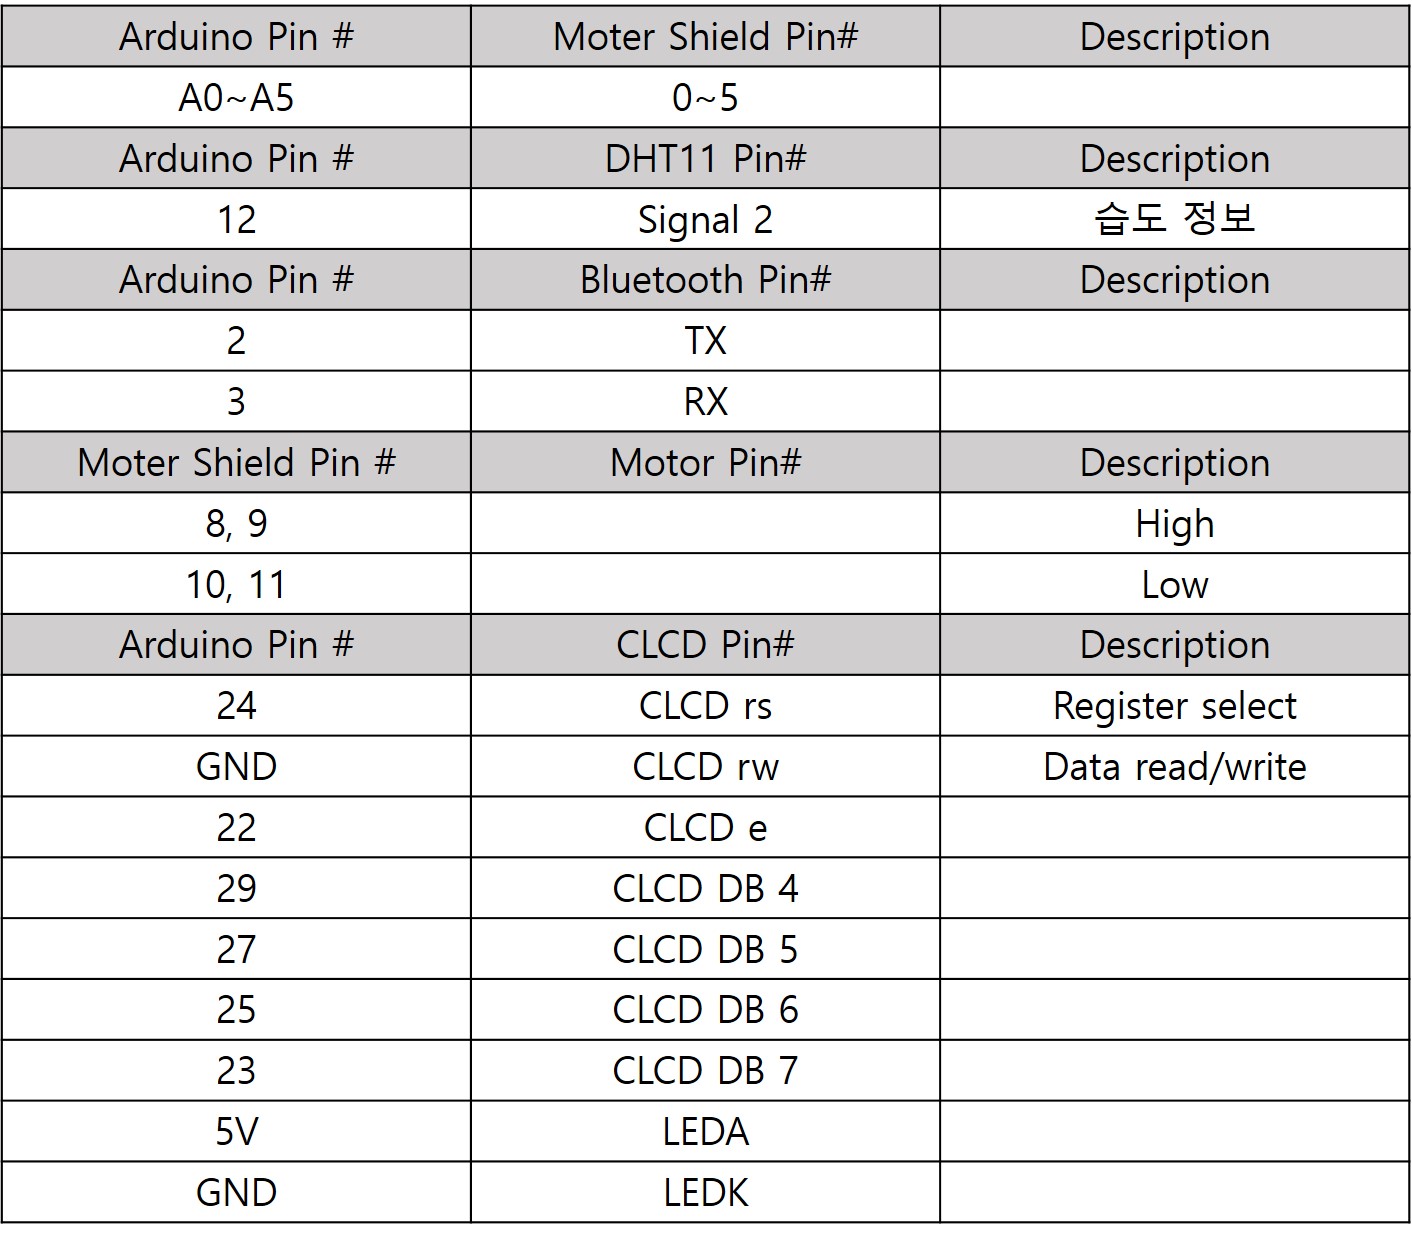 Arduino Pin # Moter Shield Pin# Description
A0~A5 0~5
Arduino Pin # DHT11 Pin# Description
12 Signal 2 습도 정보
Arduino Pin # Bluetooth Pin# Description
2 TX
3 RX
Moter Shield Pin # Motor Pin# Description
8, 9 High
10, 11 Low
Arduino Pin # CLCD Pin# Description
24 CLCD rs Register select
GND CLCD rw Data read/write
22 CLCD e
29 CLCD DB 4
27 CLCD DB 5
25 CLCD DB 6
23 CLCD DB 7
5V LEDA
GND LEDK